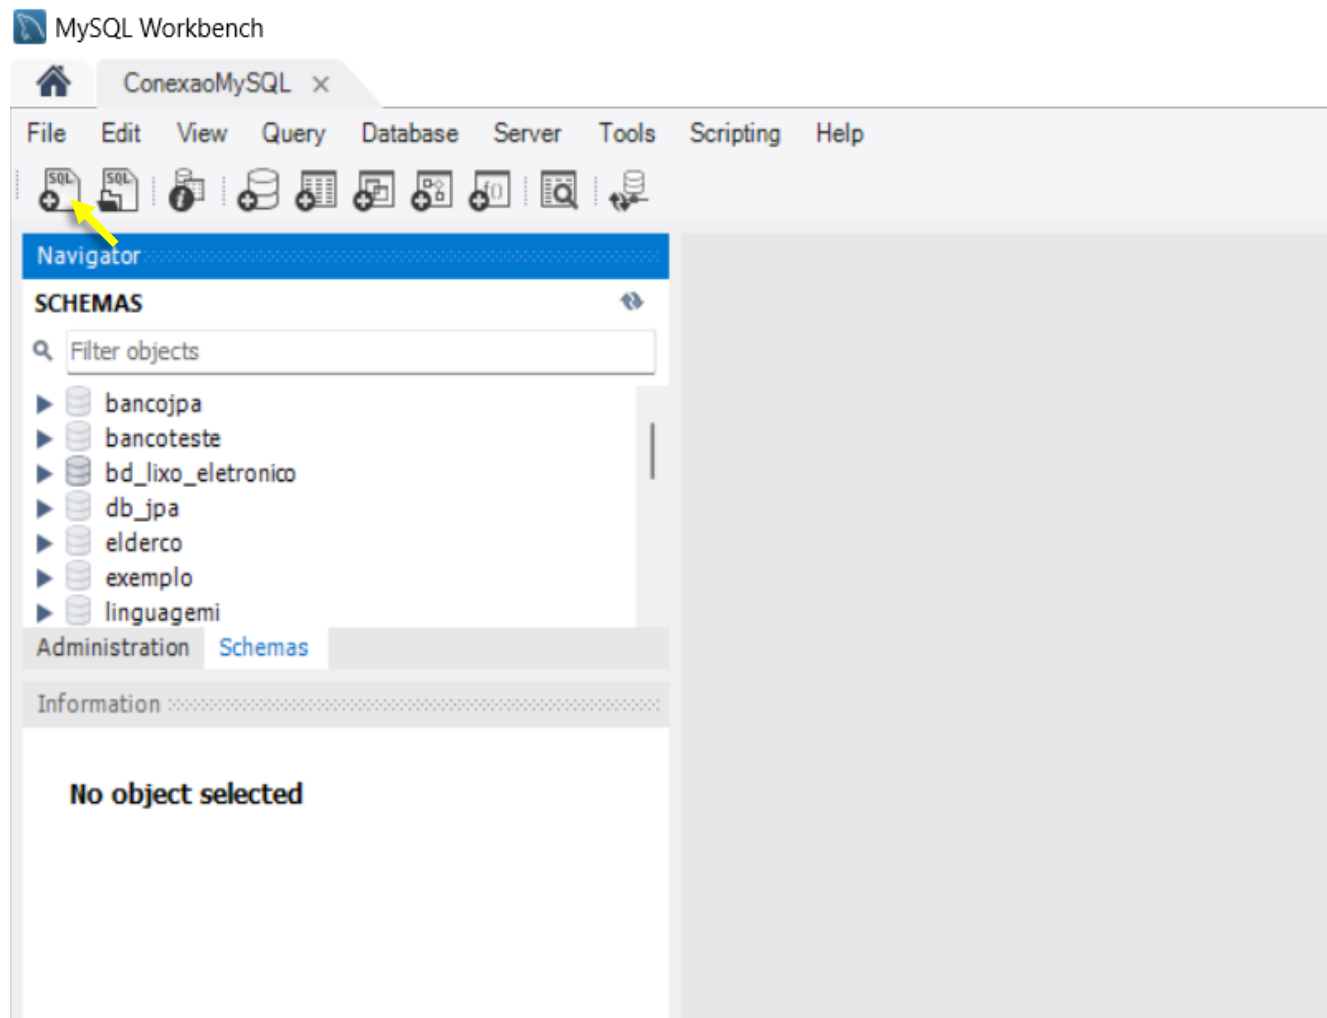 MySQL Workbench
ConexaoMySQL
File Edit View Query Database Server Tools Scripting Help
SQL SQL f()
Navigator
SCHEMAS
Filter objects
bancojpa
bancoteste
bd_lixo_eletronico
db_jpa
elderco
exemplo
linguagemi
Administration Schemas
Information
No object selected